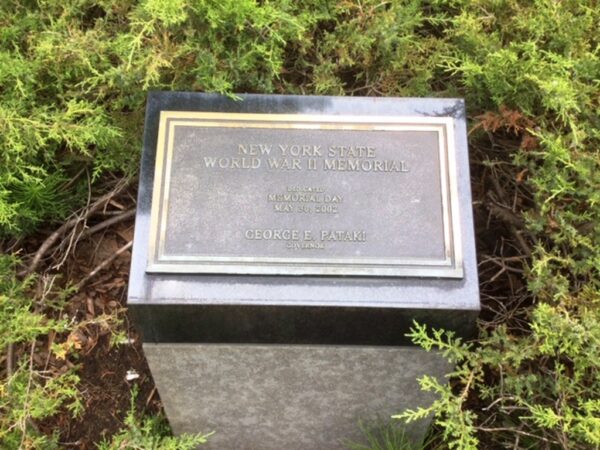 NEW YORK STATE
WORLD WAR II MEMORIAL
DEDICATED
MEMORIAL DAY
MAY 30, 2002
GEORGE E. PATAKI
GOVERNOR